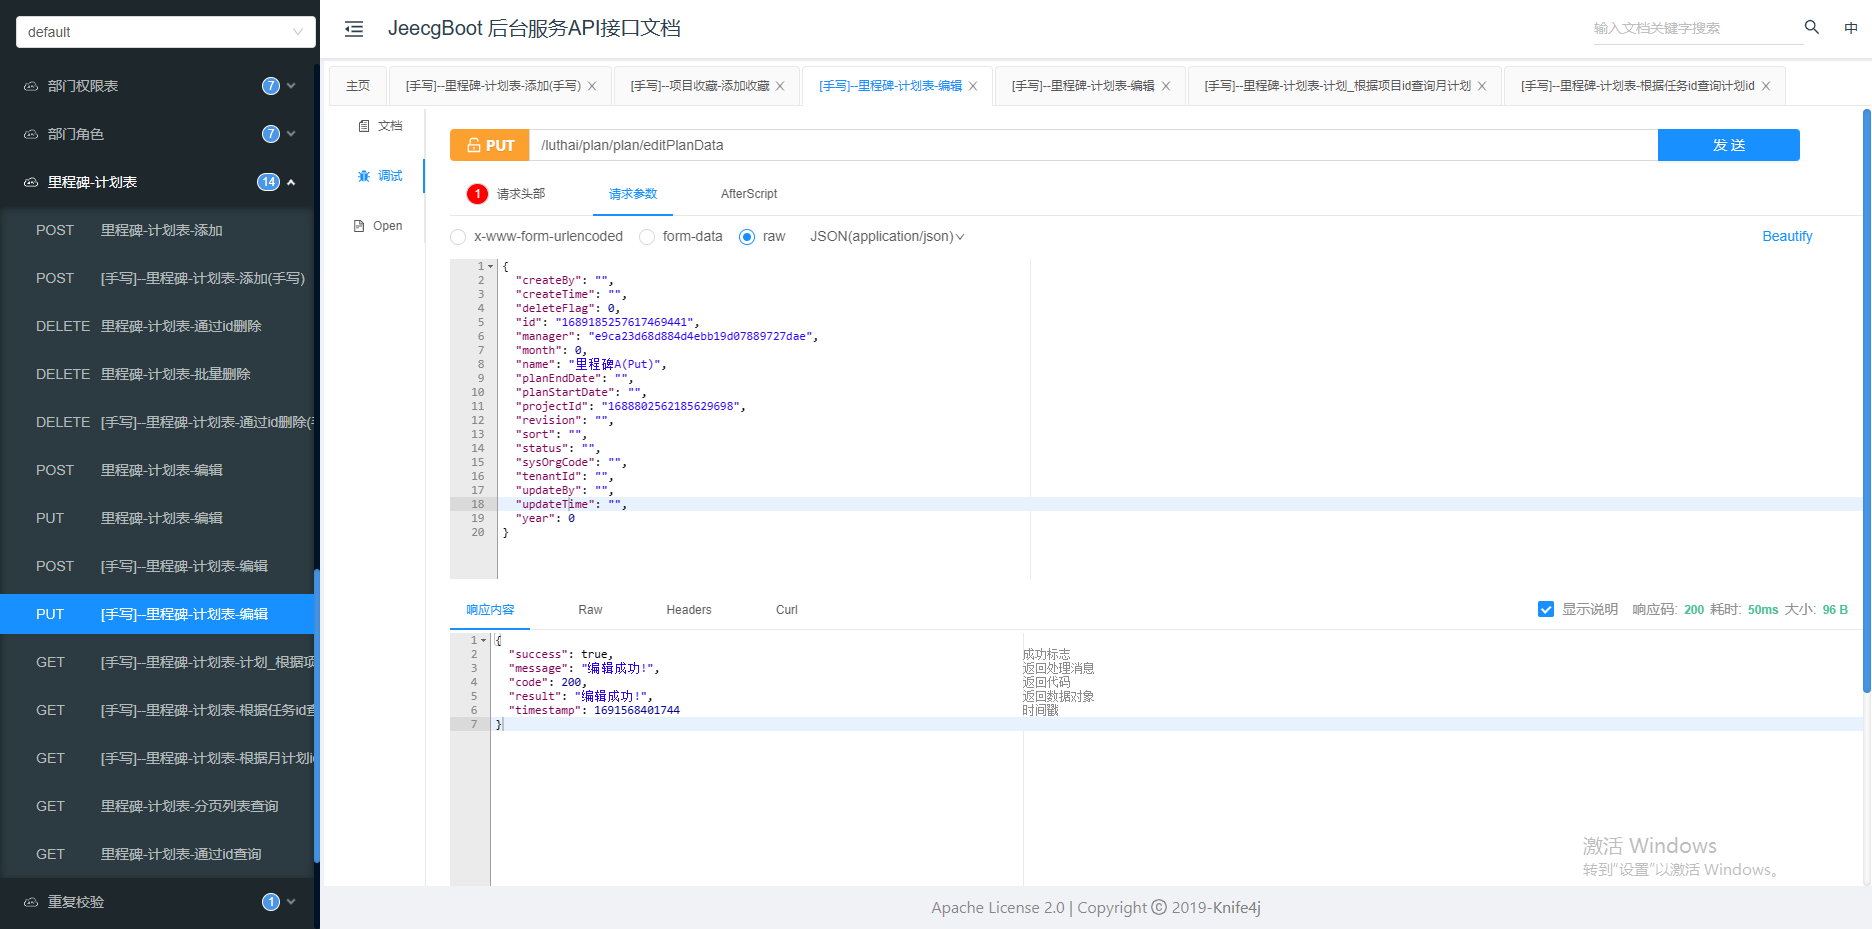 default
部门权限表 7
部门角色 7
里程碑-计划表 14
POST 里程碑-计划表-添加
POST [手写]--里程碑-计划表-添加(手写)
DELETE 里程碑-计划表-通过id删除
DELETE 里程碑-计划表-批量删除
DELETE [手写]--里程碑-计划表-通过id删除(手
POST 里程碑-计划表-编辑
PUT 里程碑-计划表-编辑
POST [手写]--里程碑-计划表-编辑
PUT [手写]--里程碑-计划表-编辑
GET [手写]--里程碑-计划表-计划_根据项
GET [手写]--里程碑-计划表-根据任务id查
GET [手写]--里程碑-计划表-根据月计划id
GET 里程碑-计划表-分页列表查询
GET 里程碑-计划表-通过id查询
重复校验 1
JeecgBoot 后台服务API接口文档
输入文档关键字搜索
中
主页
[手写]--里程碑-计划表-添加(手写)
[手写]--项目收藏-添加收藏
[手写]--里程碑-计划表-编辑
[手写]--里程碑-计划表-编辑
[手写]--里程碑-计划表-计划_根据项目id查询月计划
[手写]--里程碑-计划表-根据任务id查询计划id
文档
调试
Open
PUT /luthai/plan/plan/editPlanData 发 送
1 请求头部 请求参数 AfterScript
x-www-form-urlencoded form-data raw JSON(application/json) Beautify
1 {
2 "createBy": "",
3 "createTime": "",
4 "deleteFlag": 0,
5 "id": "1689185257617469441",
6 "manager": "e9ca23d68d884d4ebb19d07889727dae",
7 "month": 0,
8 "name": "里程碑A(Put)",
9 "planEndDate": "",
10 "planStartDate": "",
11 "projectId": "1688802562185629698",
12 "revision": "",
13 "sort": "",
14 "status": "",
15 "sysOrgCode": "",
16 "tenantId": "",
17 "updateBy": "",
18 "updateTime": "",
19 "year": 0
20 }
响应内容 Raw Headers Curl 显示说明 响应码: 200 耗时: 50ms 大小: 96 B
1 {
2 "success": true, 成功标志
3 "message": "编辑成功!", 返回处理消息
4 "code": 200, 返回代码
5 "result": "编辑成功!", 返回数据对象
6 "timestamp": 1691568401744 时间戳
7 }
激活 Windows
转到"设置"以激活 Windows。
Apache License 2.0 | Copyright © 2019-Knife4j